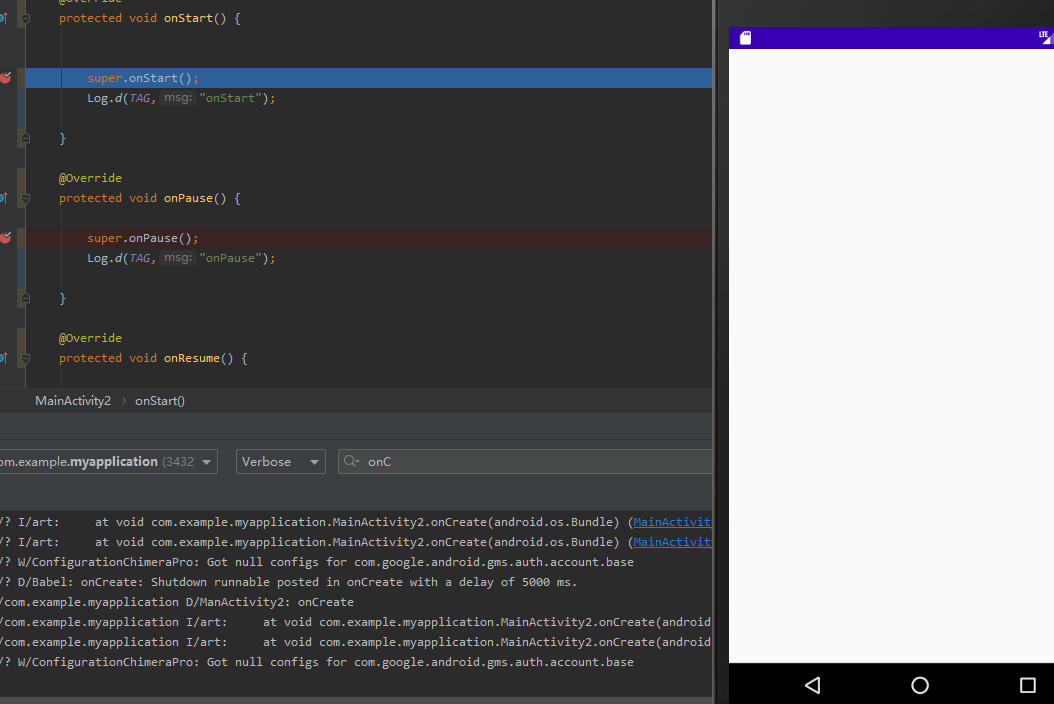 @Override
protected void onStart() {
super.onStart();
Log.d(TAG, msg: "onStart");
}
@Override
protected void onPause() {
super.onPause();
Log.d(TAG, msg: "onPause");
}
@Override
protected void onResume() {
MainActivity2 › onStart()
om.example.myapplication (3432
Verbose
onC
/? I/art:     at void com.example.myapplication.MainActivity2.onCreate(android.os.Bundle) (MainActivit
/? I/art:     at void com.example.myapplication.MainActivity2.onCreate(android.os.Bundle) (MainActivit
/? W/ConfigurationChimeraPro: Got null configs for com.google.android.gms.auth.account.base
/? D/Babel: onCreate: Shutdown runnable posted in onCreate with a delay of 5000 ms.
/com.example.myapplication D/ManActivity2: onCreate
/com.example.myapplication I/art:     at void com.example.myapplication.MainActivity2.onCreate(android
/com.example.myapplication I/art:     at void com.example.myapplication.MainActivity2.onCreate(android
/? W/ConfigurationChimeraPro: Got null configs for com.google.android.gms.auth.account.base
LTE